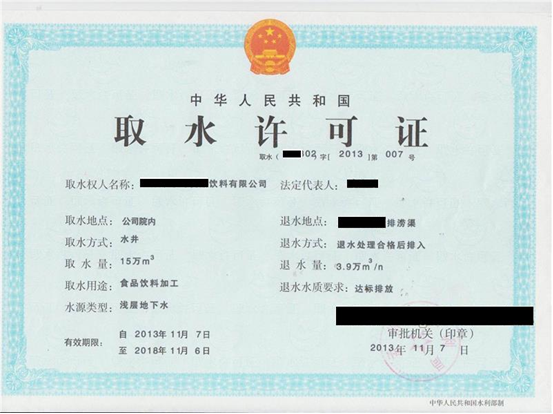 中华人民共和国
取水许可证
取水( 402)字[2013]第 007 号
取水权人名称: 饮料有限公司 法定代表人:
取水地点: 公司院内 退水地点: 排涝渠
取水方式: 水井 退水方式: 退水处理合格后排入
取 水 量: 15万m³ 退 水 量: 3.9万m³/n
取水用途: 食品饮料加工 退水水质要求: 达标排放
水源类型: 浅层地下水
审批机关(印章)
有效期限: 自 2013年 11月 7日
至 2018年 11月 6日
2013年 11月 7 日
中华人民共和国水利部制